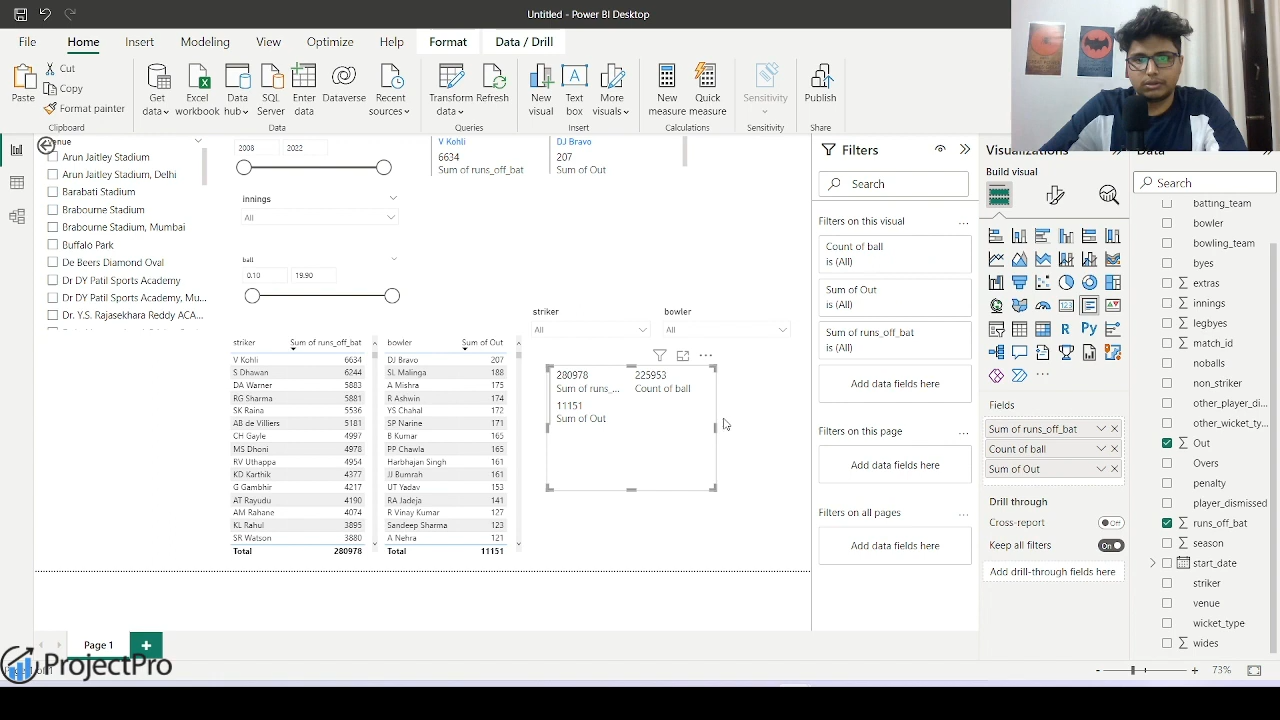 Untitled - Power BI Desktop
File Home Insert Modeling View Optimize Help Format Data / Drill
Paste
Cut
Copy
Format painter
Get data
Excel workbook
Data hub
SQL Server
Enter data
Dataverse
Recent sources
Transform data
Refresh
New visual
Text box
More visuals
New measure
Quick measure
Sensitivity
Publish
Clipboard Data Queries Insert Calculations Sensitivity Share
Arun Jaitley Stadium
Arun Jaitley Stadium, Delhi
Barabati Stadium
Brabourne Stadium
Brabourne Stadium, Mumbai
Buffalo Park
De Beers Diamond Oval
Dr DY Patil Sports Academy
Dr DY Patil Sports Academy, Mu...
Dr. Y.S. Rajasekhara Reddy ACA...
2008 2022
innings
All
ball
0.10 19.90
V Kohli
6634
Sum of runs_off_bat
DJ Bravo
207
Sum of Out
striker
All
bowler
All
striker Sum of runs_off_bat
V Kohli 6634
S Dhawan 6244
DA Warner 5883
RG Sharma 5881
SK Raina 5536
AB de Villiers 5181
CH Gayle 4997
MS Dhoni 4978
RV Uthappa 4954
KD Karthik 4377
G Gambhir 4217
AT Rayudu 4190
AM Rahane 4074
KL Rahul 3895
SR Watson 3880
Total 280978
bowler Sum of Out
DJ Bravo 207
SL Malinga 188
A Mishra 175
R Ashwin 174
YS Chahal 172
SP Narine 171
B Kumar 165
PP Chawla 165
Harbhajan Singh 161
JJ Bumrah 161
UT Yadav 153
RA Jadeja 141
R Vinay Kumar 127
Sandeep Sharma 123
A Nehra 121
Total 11151
280978
Sum of runs_...
225953
Count of ball
11151
Sum of Out
Filters
Search
Filters on this visual
Count of ball
is (All)
Sum of Out
is (All)
Sum of runs_off_bat
is (All)
Add data fields here
Filters on this page
Add data fields here
Filters on all pages
Add data fields here
Visualizations
Build visual
R Py
123
Fields
Sum of runs_off_bat
Count of ball
Sum of Out
Drill through
Cross-report Off
Keep all filters On
Add drill-through fields here
Data
Search
batting_team
bowler
bowling_team
byes
extras
innings
legbyes
match_id
noballs
non_striker
other_player_di...
other_wicket_ty...
Out
Overs
penalty
player_dismissed
runs_off_bat
season
start_date
striker
venue
wicket_type
wides
Page 1
73%
ProjectPro